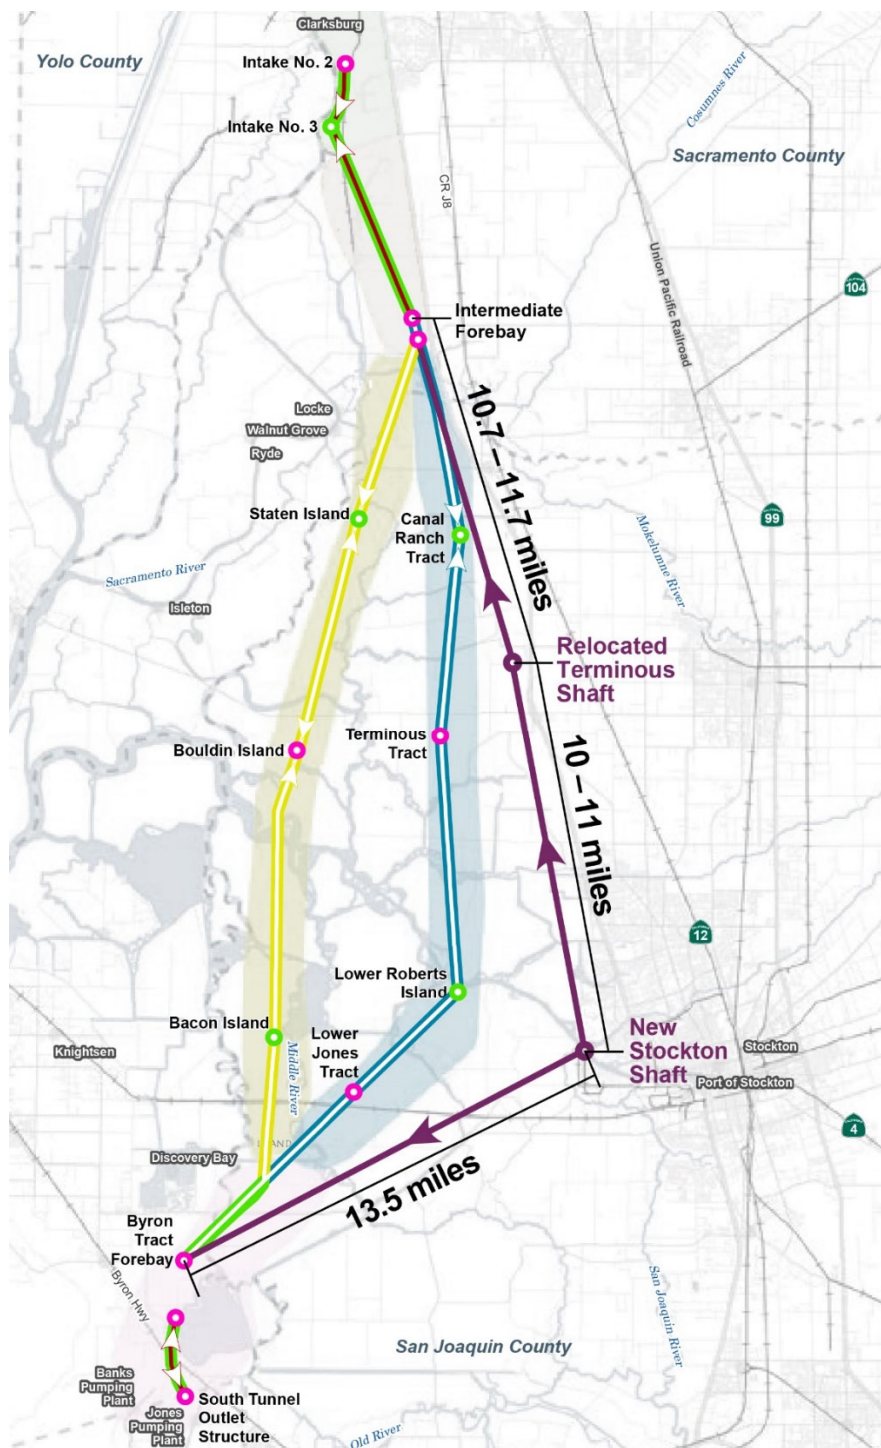 Clarksburg
Yolo County
Intake No. 2
Cosumnes River
Intake No. 3
Sacramento County
CR J8
Union Pacific Railroad
104
Intermediate
Forebay
10.7 – 11.7 miles
Locke
Walnut Grove
Ryde
Staten Island
Canal
Ranch
Tract
99
Mokelumne River
Sacramento River
Isleton
Relocated
Terminous
Shaft
Bouldin Island
Terminous
Tract
10 – 11 miles
12
Lower Roberts
Island
Bacon Island
Lower
Jones
Tract
New
Stockton
Shaft
Knightsen
Middle River
Stockton
Port of Stockton
4
Discovery Bay
13.5 miles
Byron
Tract
Forebay
Byron Hwy
San Joaquin River
San Joaquin County
Banks
Pumping
Plant
Jones
Pumping
Plant
South Tunnel
Outlet
Structure
Old River